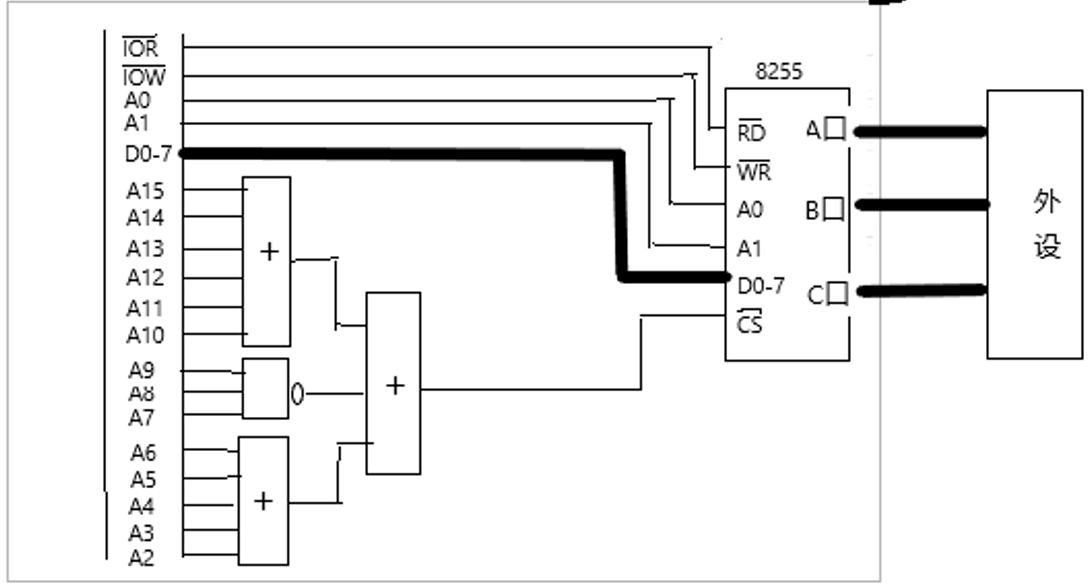 IOR
IOW
A0
A1
D0-7
A15
A14
A13
A12
A11
A10
A9
A8
A7
A6
A5
A4
A3
A2
+
+
+
8255
RD
WR
A0
A1
D0-7
CS
A口
B口
C口
外
设